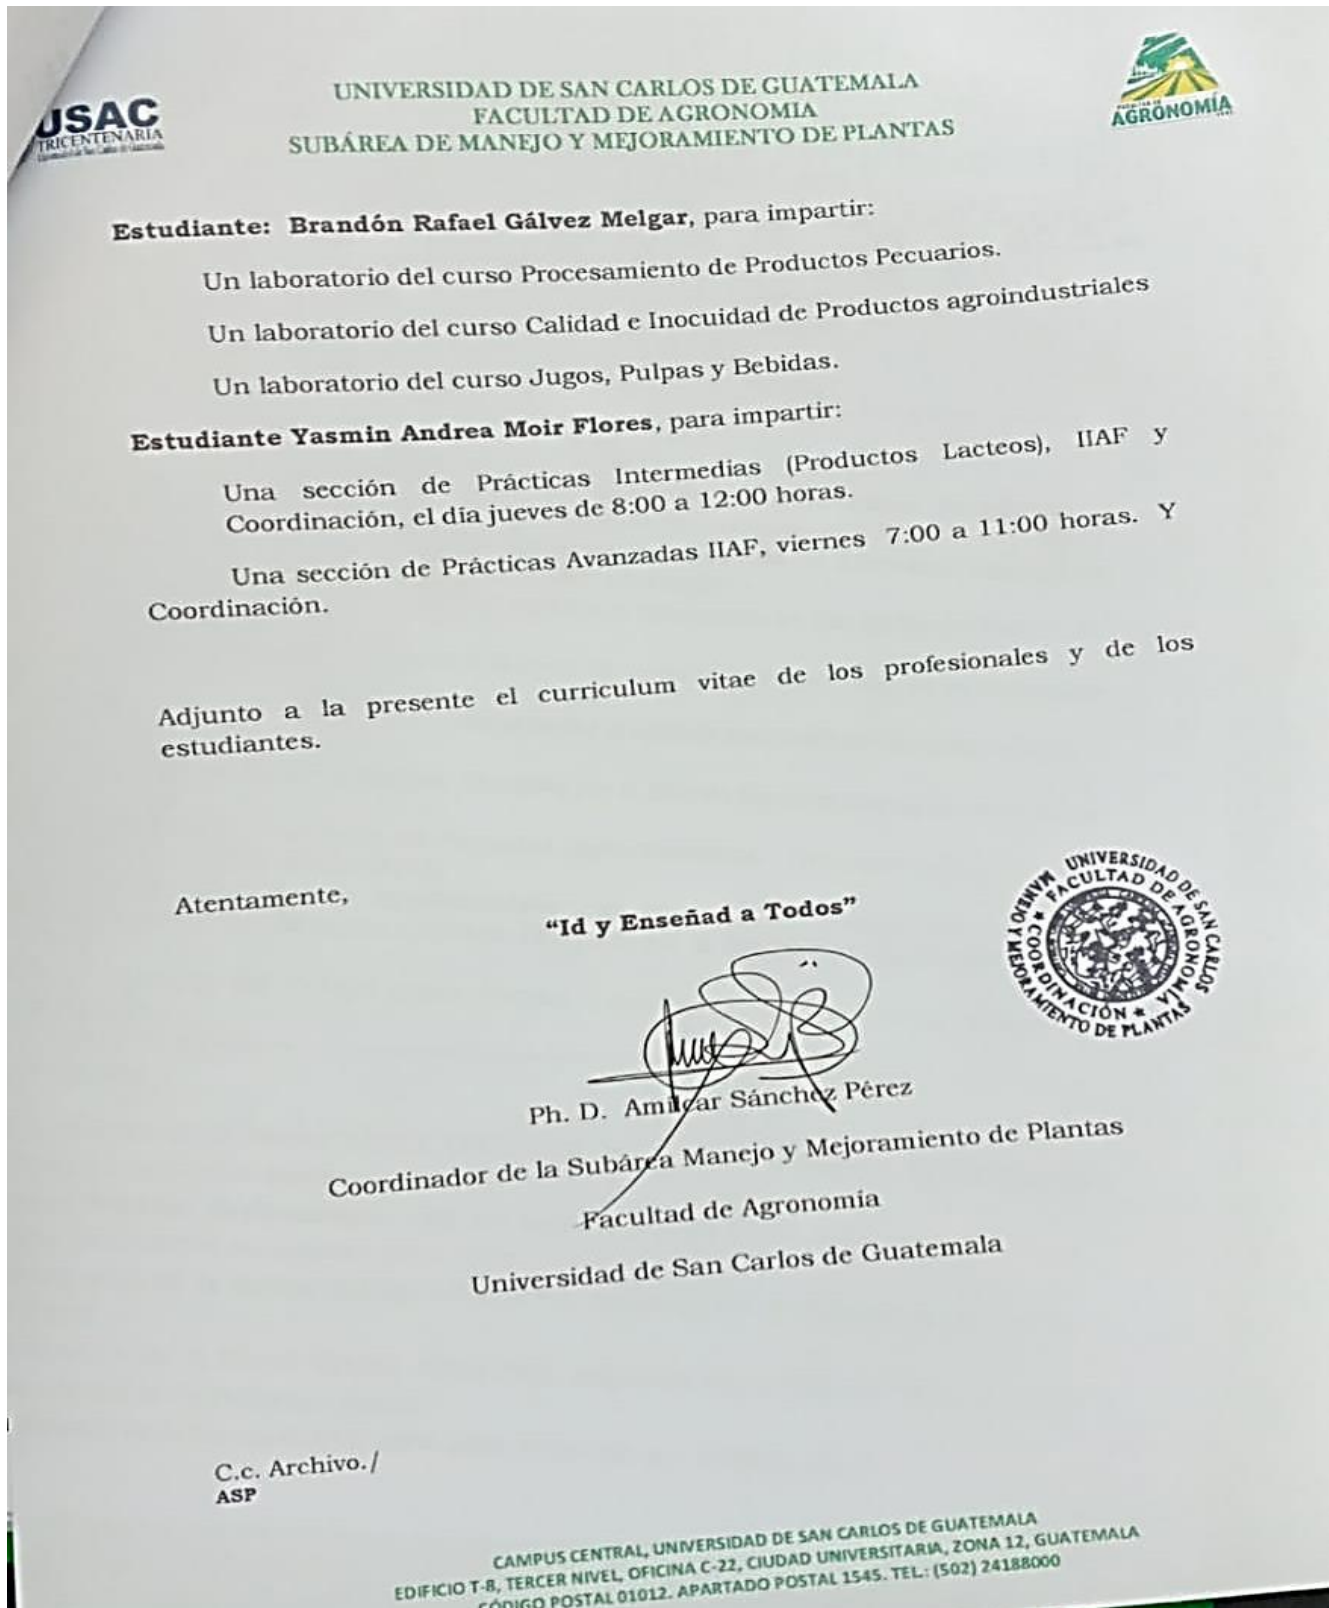 USAC
TRICENTENARIA
Universidad de San Carlos de Guatemala
UNIVERSIDAD DE SAN CARLOS DE GUATEMALA
FACULTAD DE AGRONOMIA
SUBÁREA DE MANEJO Y MEJORAMIENTO DE PLANTAS
FACULTAD DE
AGRONOMÍA
Estudiante: Brandón Rafael Gálvez Melgar, para impartir:
Un laboratorio del curso Procesamiento de Productos Pecuarios.
Un laboratorio del curso Calidad e Inocuidad de Productos agroindustriales
Un laboratorio del curso Jugos, Pulpas y Bebidas.
Estudiante Yasmin Andrea Moir Flores, para impartir:
Una sección de Prácticas Intermedias (Productos Lacteos), IIAF y
Coordinación, el día jueves de 8:00 a 12:00 horas.
Una sección de Prácticas Avanzadas IIAF, viernes 7:00 a 11:00 horas. Y
Coordinación.
Adjunto a la presente el curriculum vitae de los profesionales y de los
estudiantes.
Atentamente,
“Id y Enseñad a Todos”
UNIVERSIDAD DE SAN CARLOS
FACULTAD DE AGRONOMIA
★ COORDINACIÓN ★
MANEJO Y MEJORAMIENTO DE PLANTAS
Ph. D. Amilcar Sánchez Pérez
Coordinador de la Subárea Manejo y Mejoramiento de Plantas
Facultad de Agronomía
Universidad de San Carlos de Guatemala
C.c. Archivo./
ASP
CAMPUS CENTRAL, UNIVERSIDAD DE SAN CARLOS DE GUATEMALA
EDIFICIO T-8, TERCER NIVEL, OFICINA C-22, CIUDAD UNIVERSITARIA, ZONA 12, GUATEMALA
CÓDIGO POSTAL 01012. APARTADO POSTAL 1545. TEL.: (502) 24188000